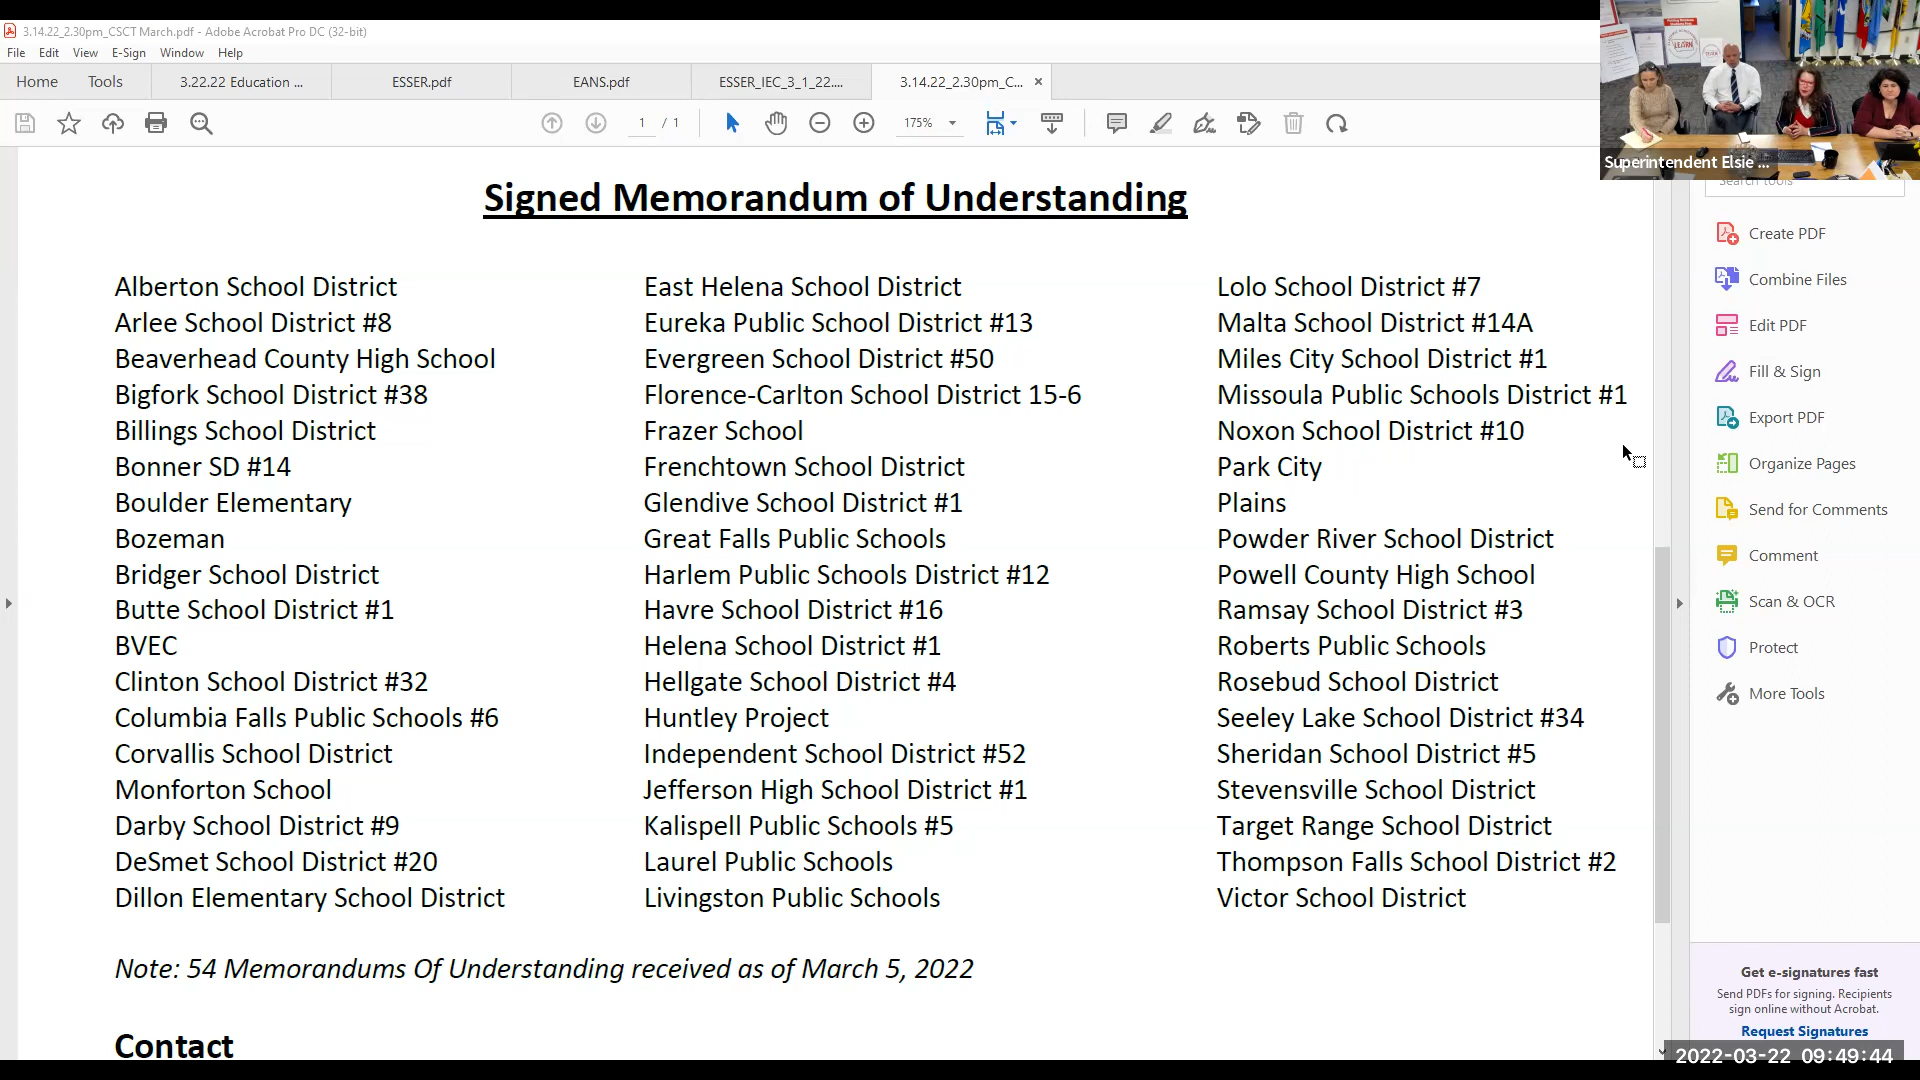 3.14.22_2.30pm_CSCT March.pdf - Adobe Acrobat Pro DC (32-bit)
File Edit View E-Sign Window Help
Home Tools 3.22.22 Education ... ESSER.pdf EANS.pdf ESSER_IEC_3_1_22.... 3.14.22_2.30pm_C... ×
1 / 1 175%
LEARN
Superintendent Elsie ...
Search tools
Signed Memorandum of Understanding
Alberton School District
Arlee School District #8
Beaverhead County High School
Bigfork School District #38
Billings School District
Bonner SD #14
Boulder Elementary
Bozeman
Bridger School District
Butte School District #1
BVEC
Clinton School District #32
Columbia Falls Public Schools #6
Corvallis School District
Monforton School
Darby School District #9
DeSmet School District #20
Dillon Elementary School District
East Helena School District
Eureka Public School District #13
Evergreen School District #50
Florence-Carlton School District 15-6
Frazer School
Frenchtown School District
Glendive School District #1
Great Falls Public Schools
Harlem Public Schools District #12
Havre School District #16
Helena School District #1
Hellgate School District #4
Huntley Project
Independent School District #52
Jefferson High School District #1
Kalispell Public Schools #5
Laurel Public Schools
Livingston Public Schools
Lolo School District #7
Malta School District #14A
Miles City School District #1
Missoula Public Schools District #1
Noxon School District #10
Park City
Plains
Powder River School District
Powell County High School
Ramsay School District #3
Roberts Public Schools
Rosebud School District
Seeley Lake School District #34
Sheridan School District #5
Stevensville School District
Target Range School District
Thompson Falls School District #2
Victor School District
Note: 54 Memorandums Of Understanding received as of March 5, 2022
Contact
Create PDF
Combine Files
Edit PDF
Fill & Sign
Export PDF
Organize Pages
Send for Comments
Comment
Scan & OCR
Protect
More Tools
Get e-signatures fast
Send PDFs for signing. Recipients
sign online without Acrobat.
Request Signatures
2022-03-22 09:49:44